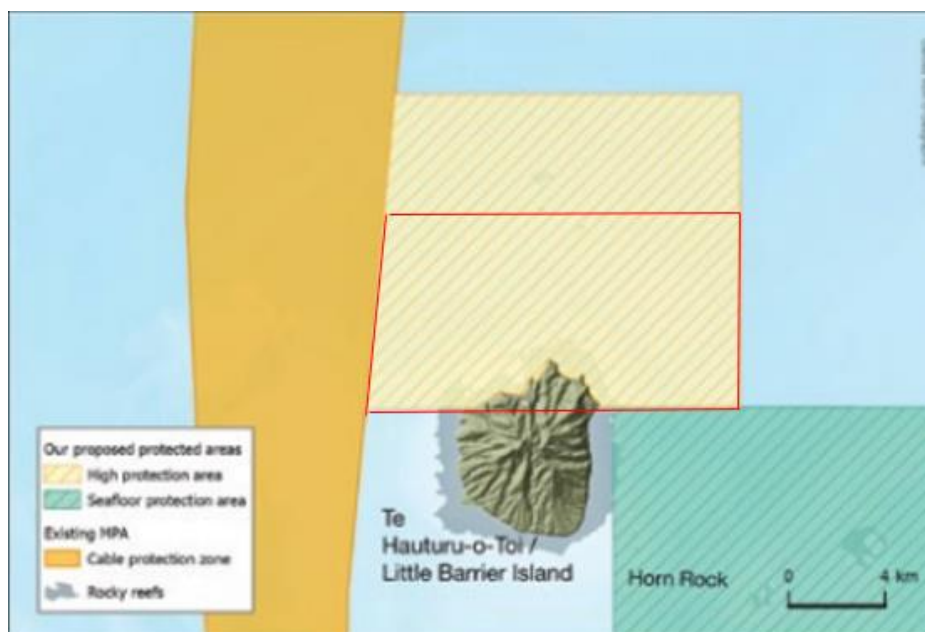 Our proposed protected areas
High protection area
Seafloor protection area
Existing MPA
Cable protection zone
Rocky reefs
Te
Hauturu-o-Toi /
Little Barrier Island
Horn Rock
0 4 km